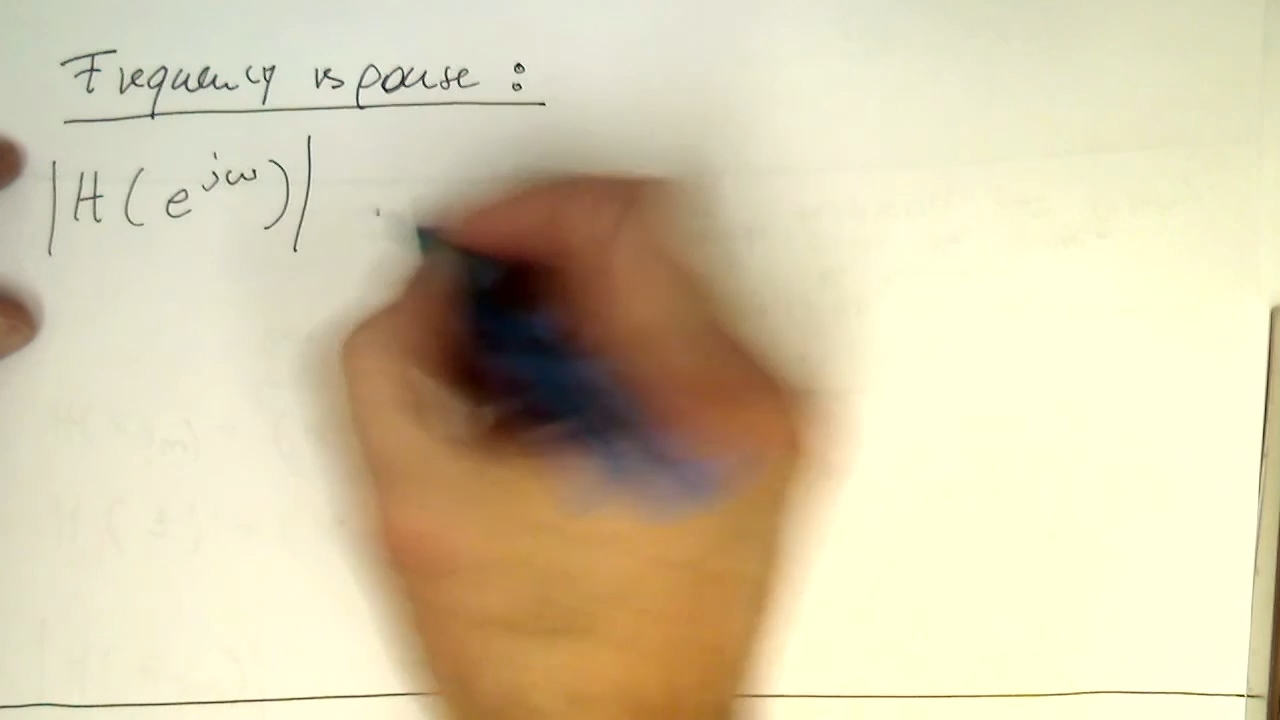 Frequency response :
|H(e^{jω})|